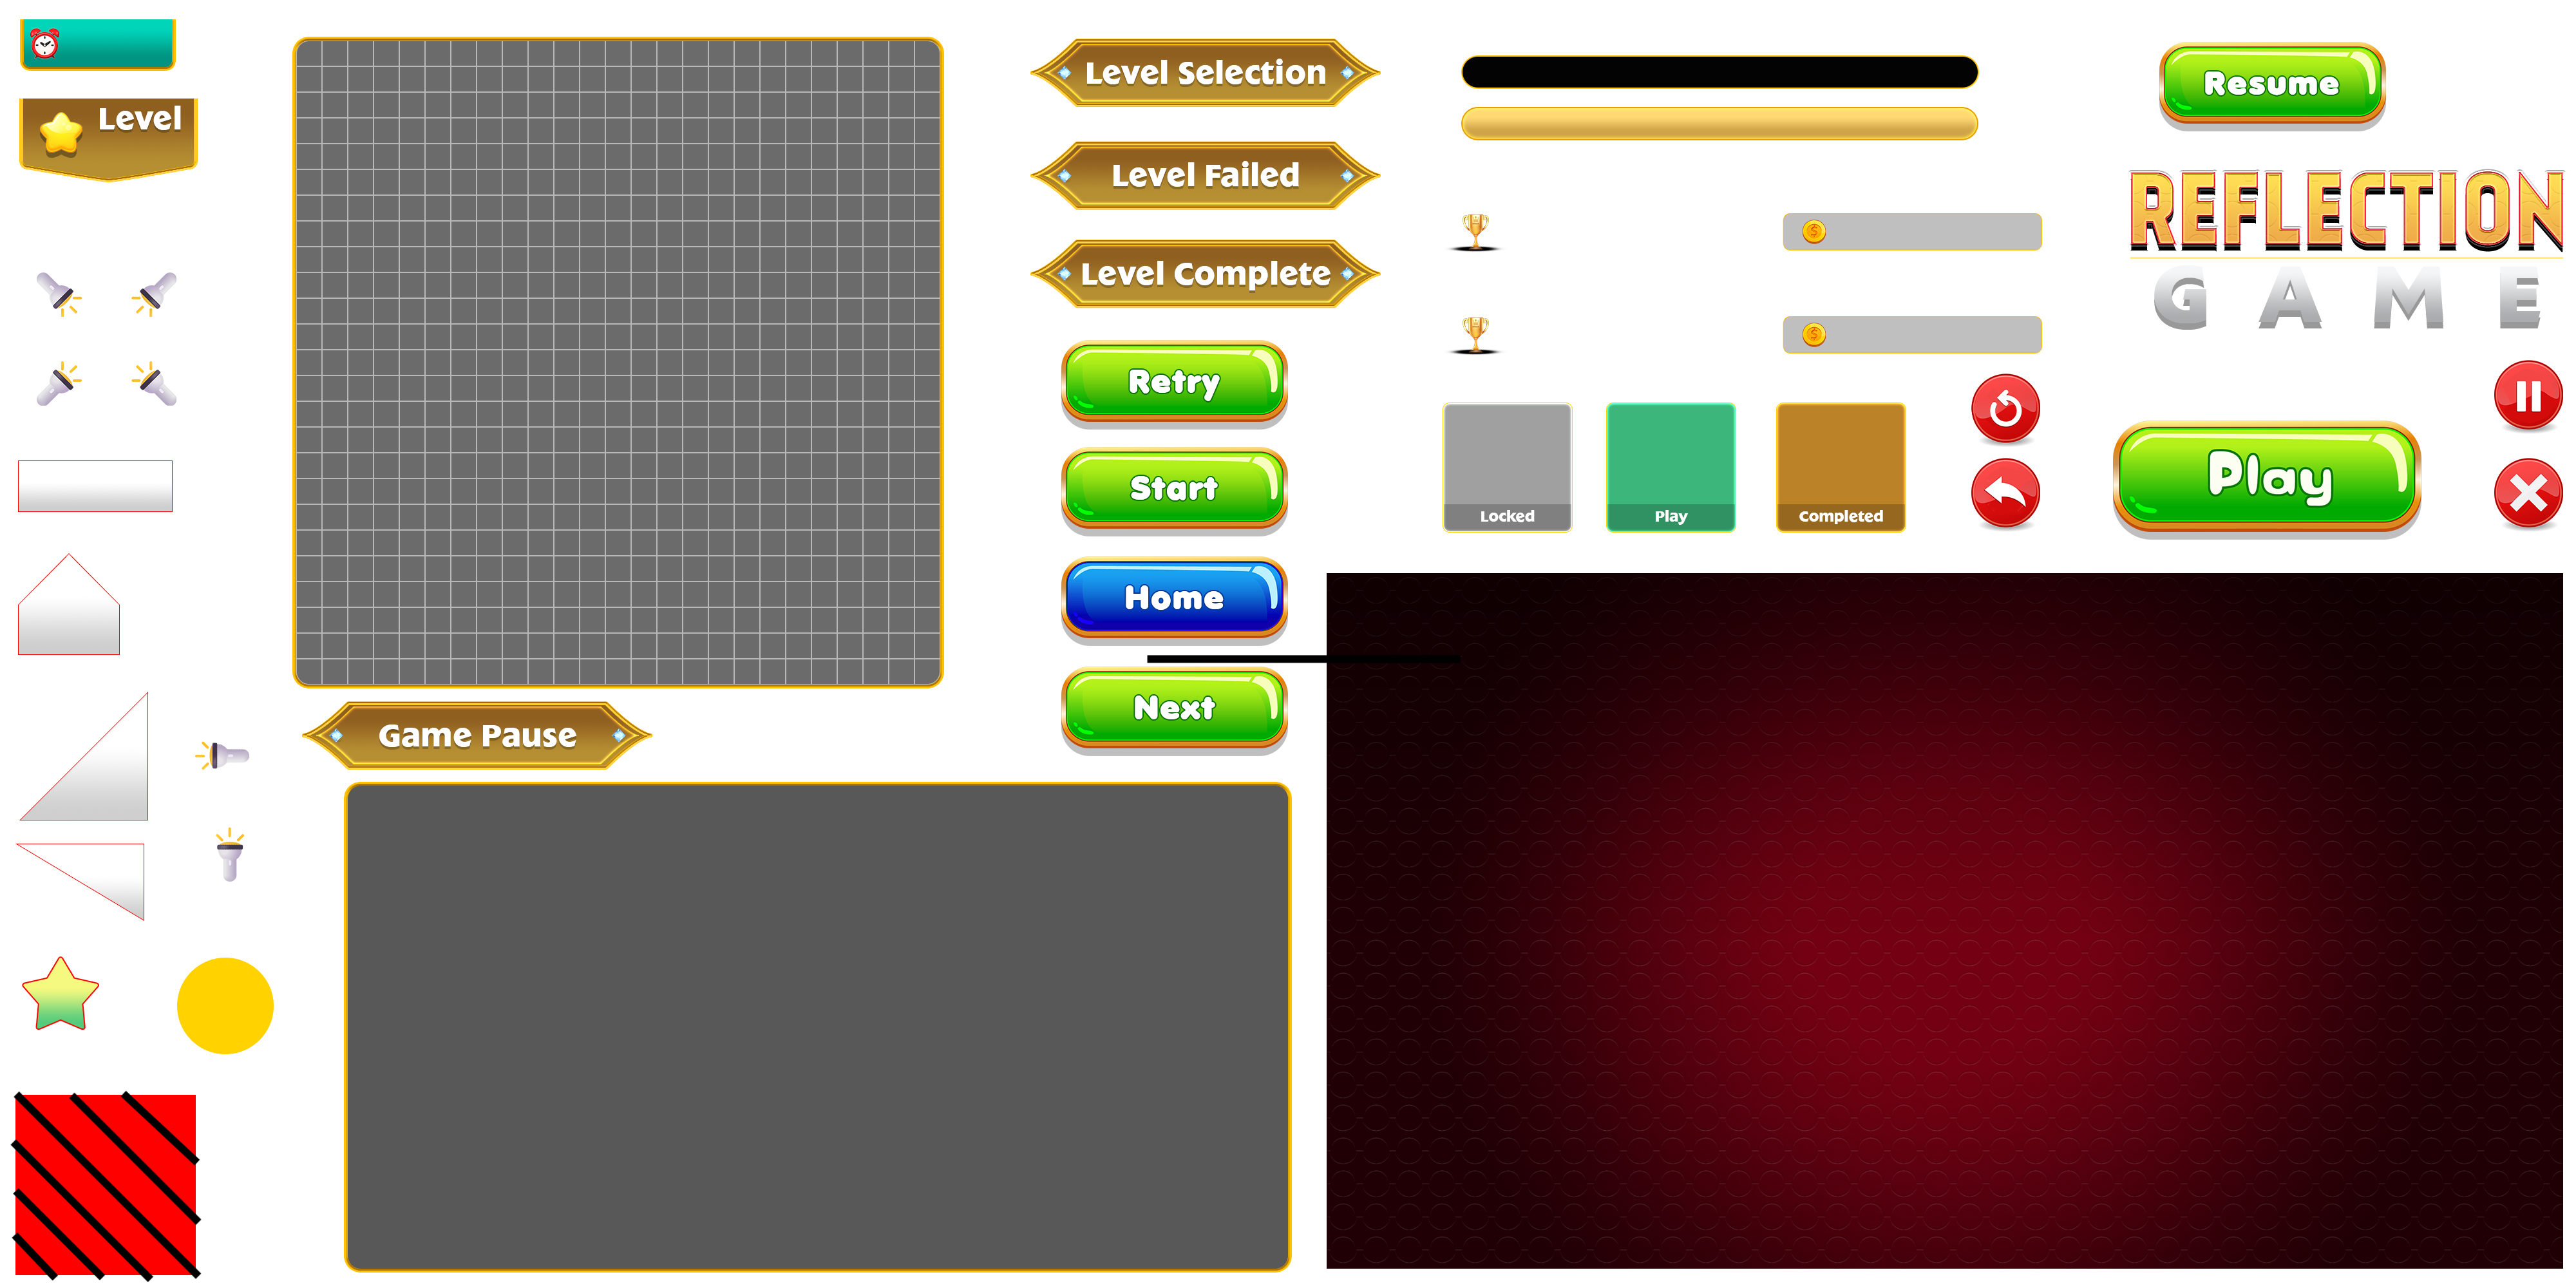 Level
Level Selection
Level Failed
Level Complete
Retry
Start
Home
Next
Game Pause
Locked
Play
Completed
Resume
REFLECTION
GAME
Play